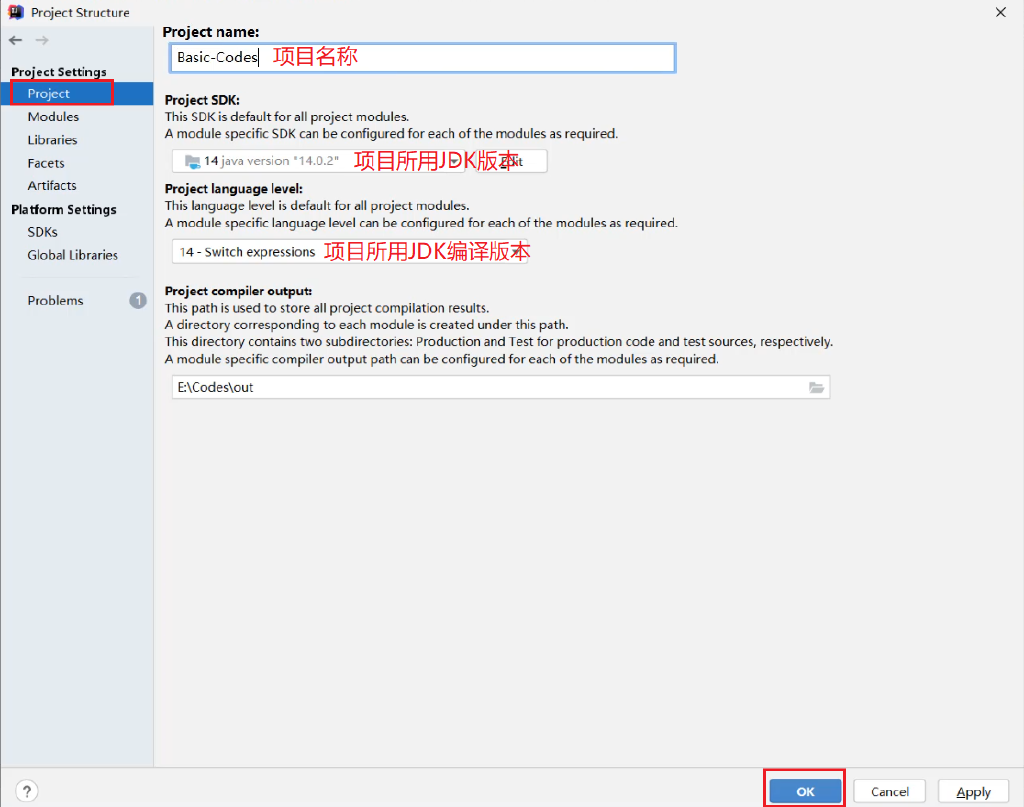 Project Structure
Project name:
Basic-Codes 项目名称
Project Settings
Project
Modules
Libraries
Facets
Artifacts
Platform Settings
SDKs
Global Libraries
Problems 1
Project SDK:
This SDK is default for all project modules.
A module specific SDK can be configured for each of the modules as required.
14 java version "14.0.2" 项目所用JDK版本 Edit
Project language level:
This language level is default for all project modules.
A module specific language level can be configured for each of the modules as required.
14 - Switch expressions 项目所用JDK编译版本
Project compiler output:
This path is used to store all project compilation results.
A directory corresponding to each module is created under this path.
This directory contains two subdirectories: Production and Test for production code and test sources, respectively.
A module specific compiler output path can be configured for each of the modules as required.
E:\Codes\out
? OK Cancel Apply